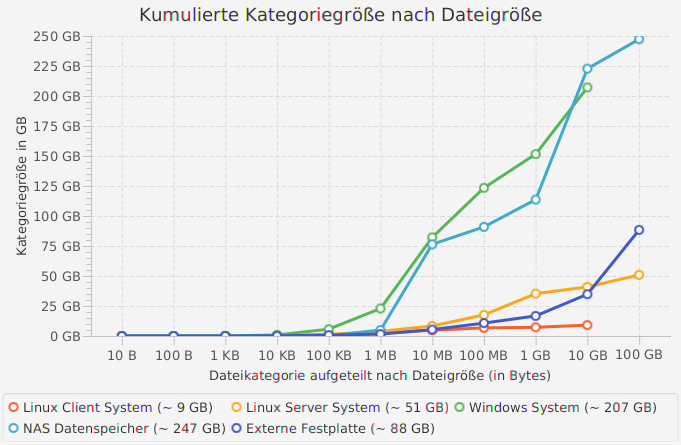 Kumulierte Kategoriegröße nach Dateigröße
Kategoriegröße in GB
250 GB
225 GB
200 GB
175 GB
150 GB
125 GB
100 GB
75 GB
50 GB
25 GB
0 GB
10 B 100 B 1 KB 10 KB 100 KB 1 MB 10 MB 100 MB 1 GB 10 GB 100 GB
Dateikategorie aufgeteilt nach Dateigröße (in Bytes)
Linux Client System (~ 9 GB) Linux Server System (~ 51 GB) Windows System (~ 207 GB)
NAS Datenspeicher (~ 247 GB) Externe Festplatte (~ 88 GB)